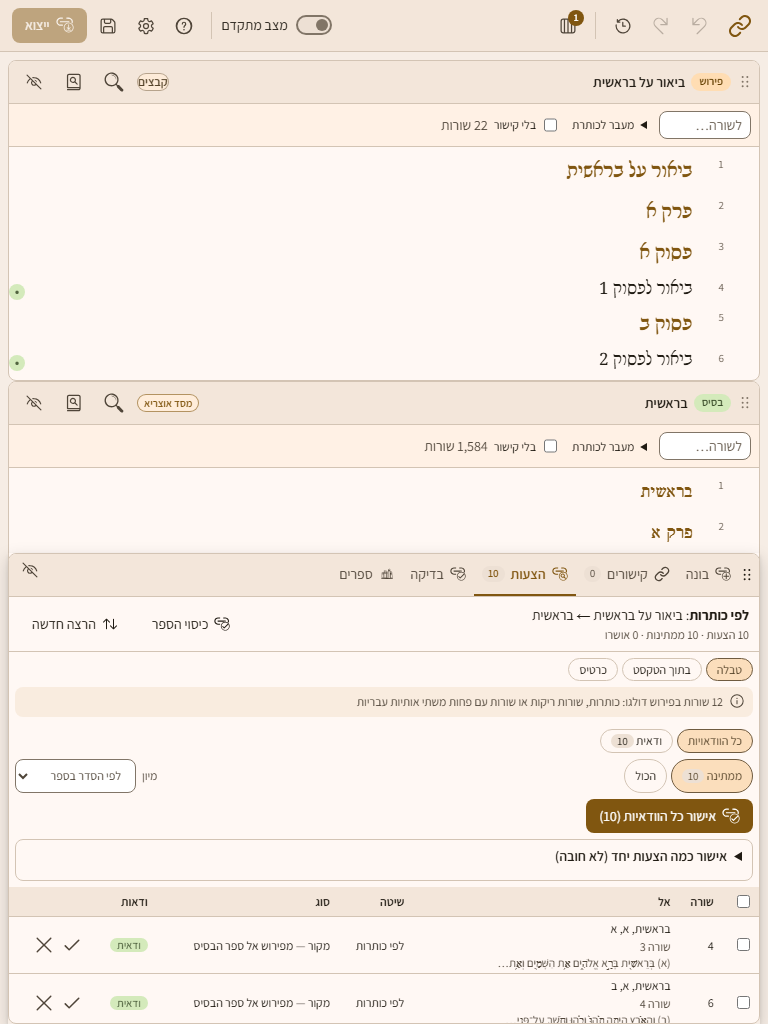 1
מצב מתקדם
ייצוא
פירוש
ביאור על בראשית
קבצים
לשורה...
מעבר לכותרת
בלי קישור
22 שורות
1 ביאור על בראשית
2 פרק א
3 פסוק א
4 ביאור לפסוק 1
5 פסוק ב
6 ביאור לפסוק 2
בסיס
בראשית
מסד אוצריא
לשורה...
מעבר לכותרת
בלי קישור
1,584 שורות
1 בראשית
2 פרק א
בונה
קישורים 0
הצעות 10
בדיקה
ספרים
לפי כותרות: ביאור על בראשית ← בראשית
10 הצעות · 10 ממתינות · 0 אושרו
כיסוי הספר
הרצה חדשה
טבלה
בתוך הטקסט
כרטיס
12 שורות בפירוש דולגו: כותרות, שורות ריקות או שורות עם פחות משתי אותיות עבריות
כל הוודאויות
ודאית 10
ממתינה 10
הכול
מיון
לפי הסדר בספר
אישור כל הוודאיות (10)
אישור כמה הצעות יחד (לא חובה)
שורה
אל
שיטה
סוג
ודאות
4
בראשית, א, א
שורה 3
(א) בְּרֵאשִׁ֖ית בָּרָ֣א אֱלֹהִ֑ים אֵ֥ת הַשָּׁמַ֖יִם וְאֵ֥ת...
לפי כותרות
מקור — מפירוש אל ספר הבסיס
ודאית
6
בראשית, א, ב
שורה 4
לפי כותרות
מקור — מפירוש אל ספר הבסיס
ודאית